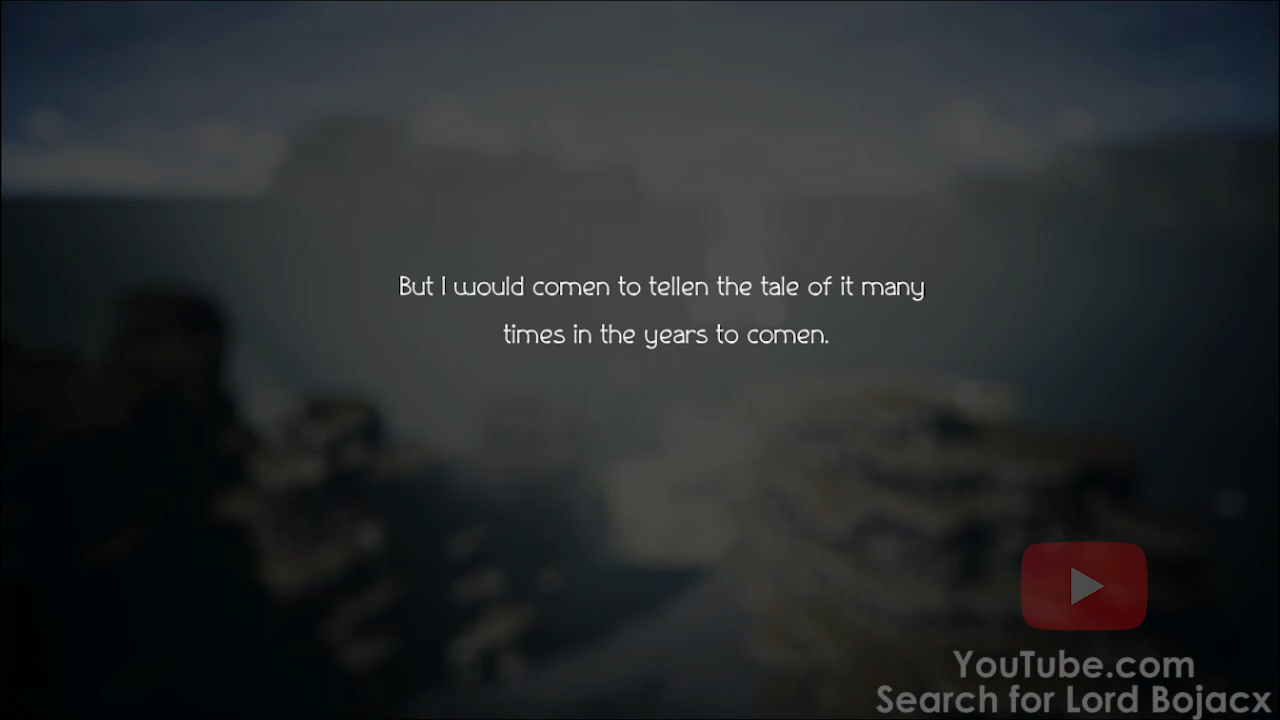 But I would comen to tellen the tale of it many
times in the years to comen.
YouTube.com
Search for Lord Bojacx